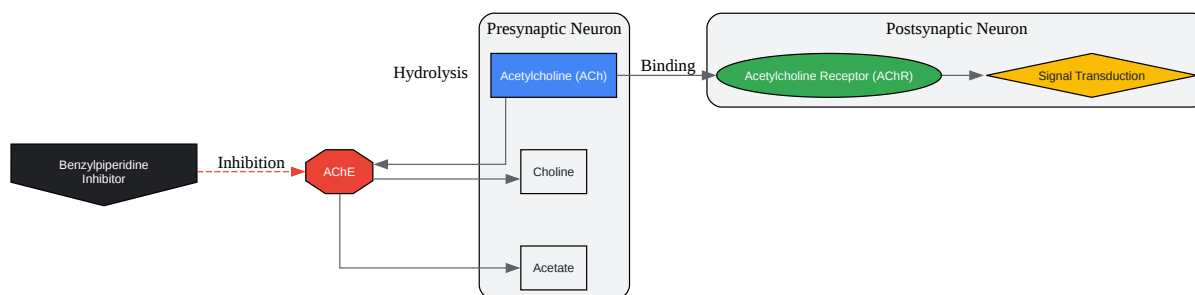 Presynaptic Neuron
Postsynaptic Neuron
Hydrolysis
Acetylcholine (ACh)
Binding
Acetylcholine Receptor (AChR)
Signal Transduction
Benzylpiperidine
Inhibitor
Inhibition
AChE
Choline
Acetate